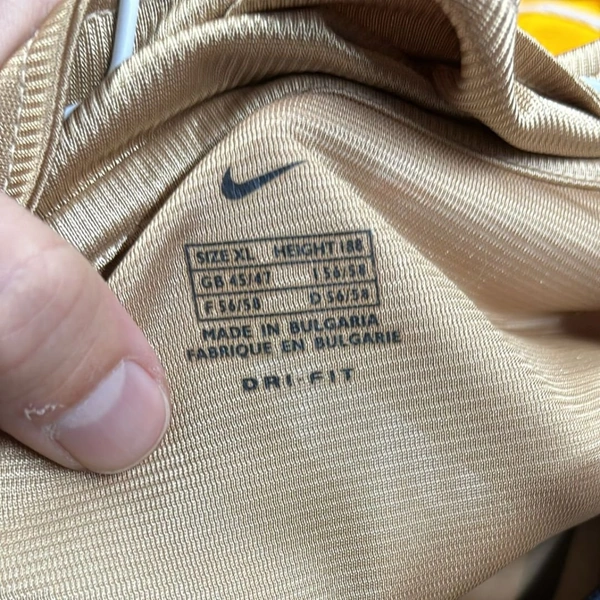 SIZE XL HEIGHT 188
GB 45/47 I 56/58
F 56/58 D 56/58
MADE IN BULGARIA
FABRIQUE EN BULGARIE
DRI-FIT